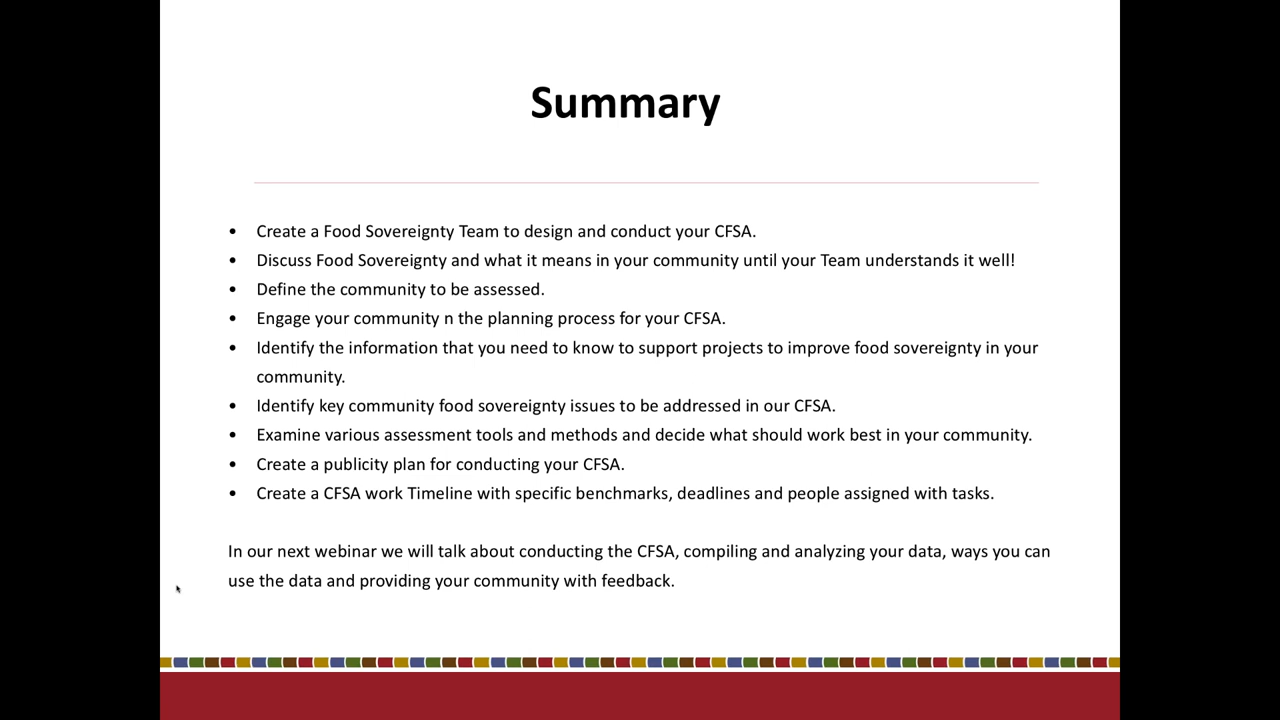 Summary
• Create a Food Sovereignty Team to design and conduct your CFSA.
• Discuss Food Sovereignty and what it means in your community until your Team understands it well!
• Define the community to be assessed.
• Engage your community n the planning process for your CFSA.
• Identify the information that you need to know to support projects to improve food sovereignty in your
community.
• Identify key community food sovereignty issues to be addressed in our CFSA.
• Examine various assessment tools and methods and decide what should work best in your community.
• Create a publicity plan for conducting your CFSA.
• Create a CFSA work Timeline with specific benchmarks, deadlines and people assigned with tasks.
In our next webinar we will talk about conducting the CFSA, compiling and analyzing your data, ways you can
use the data and providing your community with feedback.